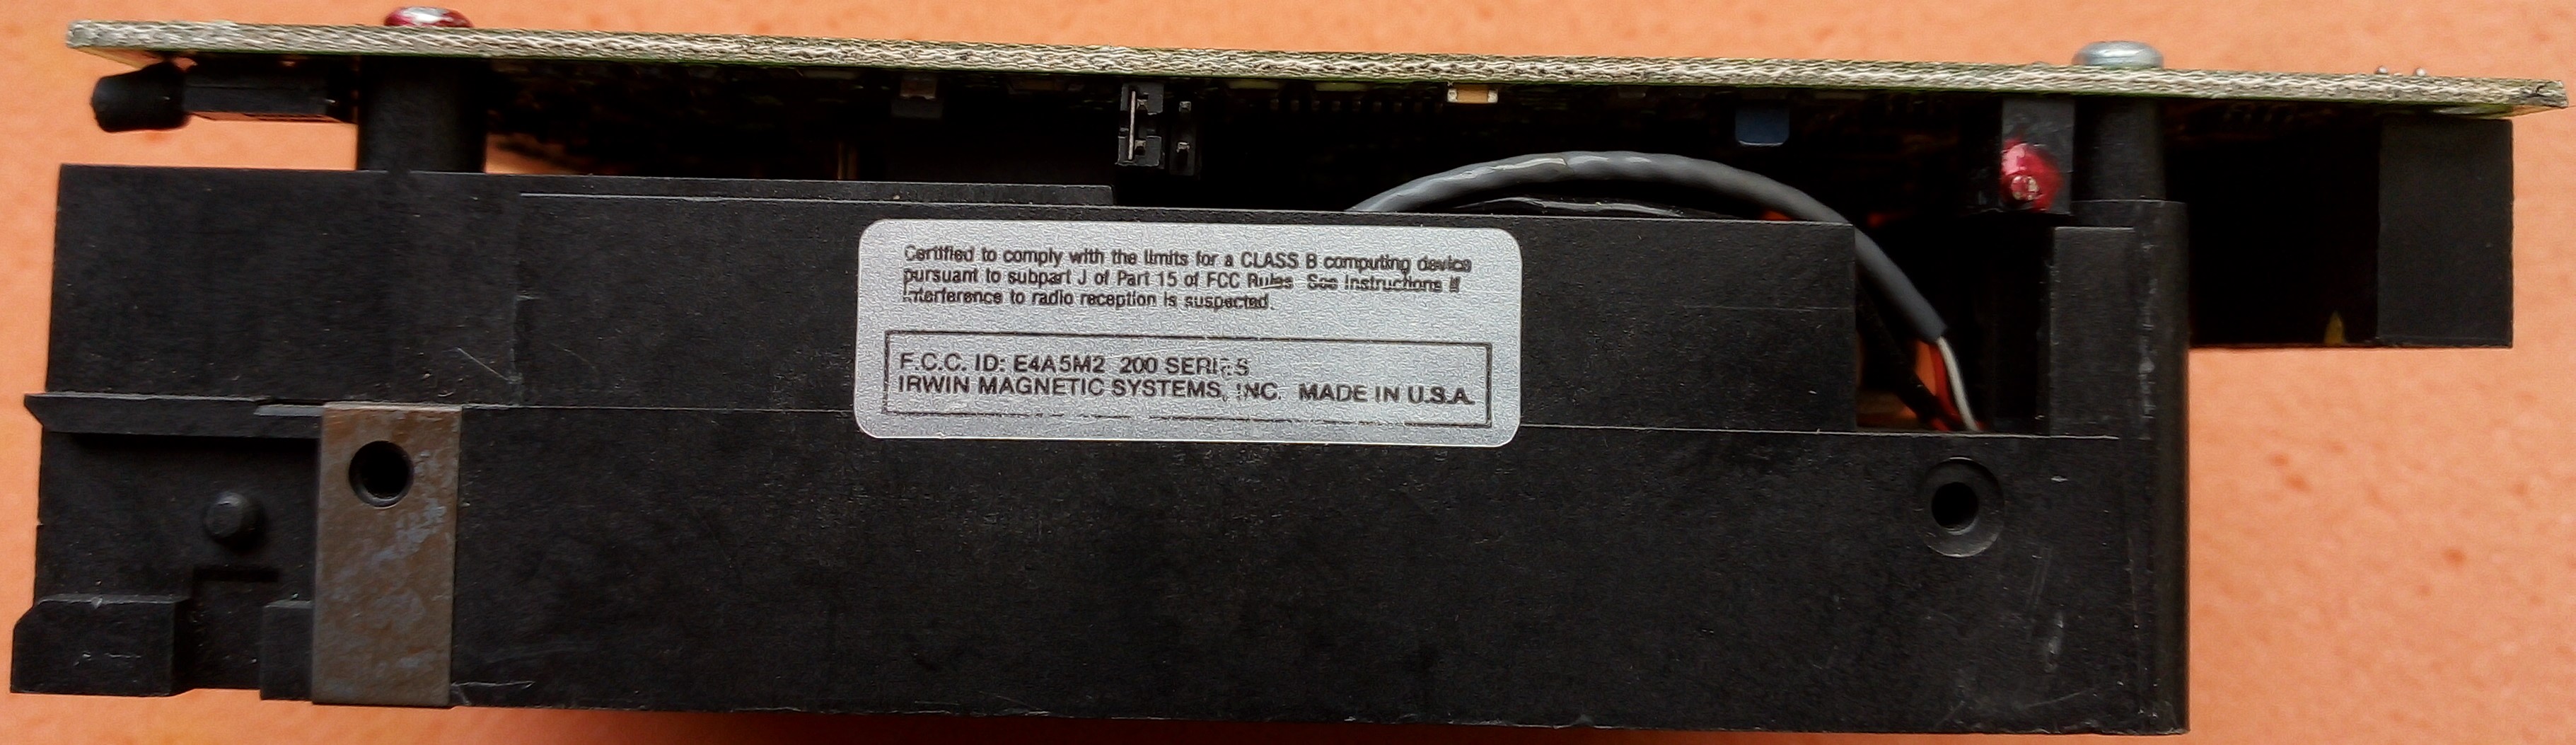 Certified to comply with the limits for a CLASS B computing device
pursuant to subpart J of Part 15 of FCC Rules See Instructions if
interference to radio reception is suspected.
F.C.C. ID: E4A5M2 200 SERIES
IRWIN MAGNETIC SYSTEMS, INC. MADE IN U.S.A.